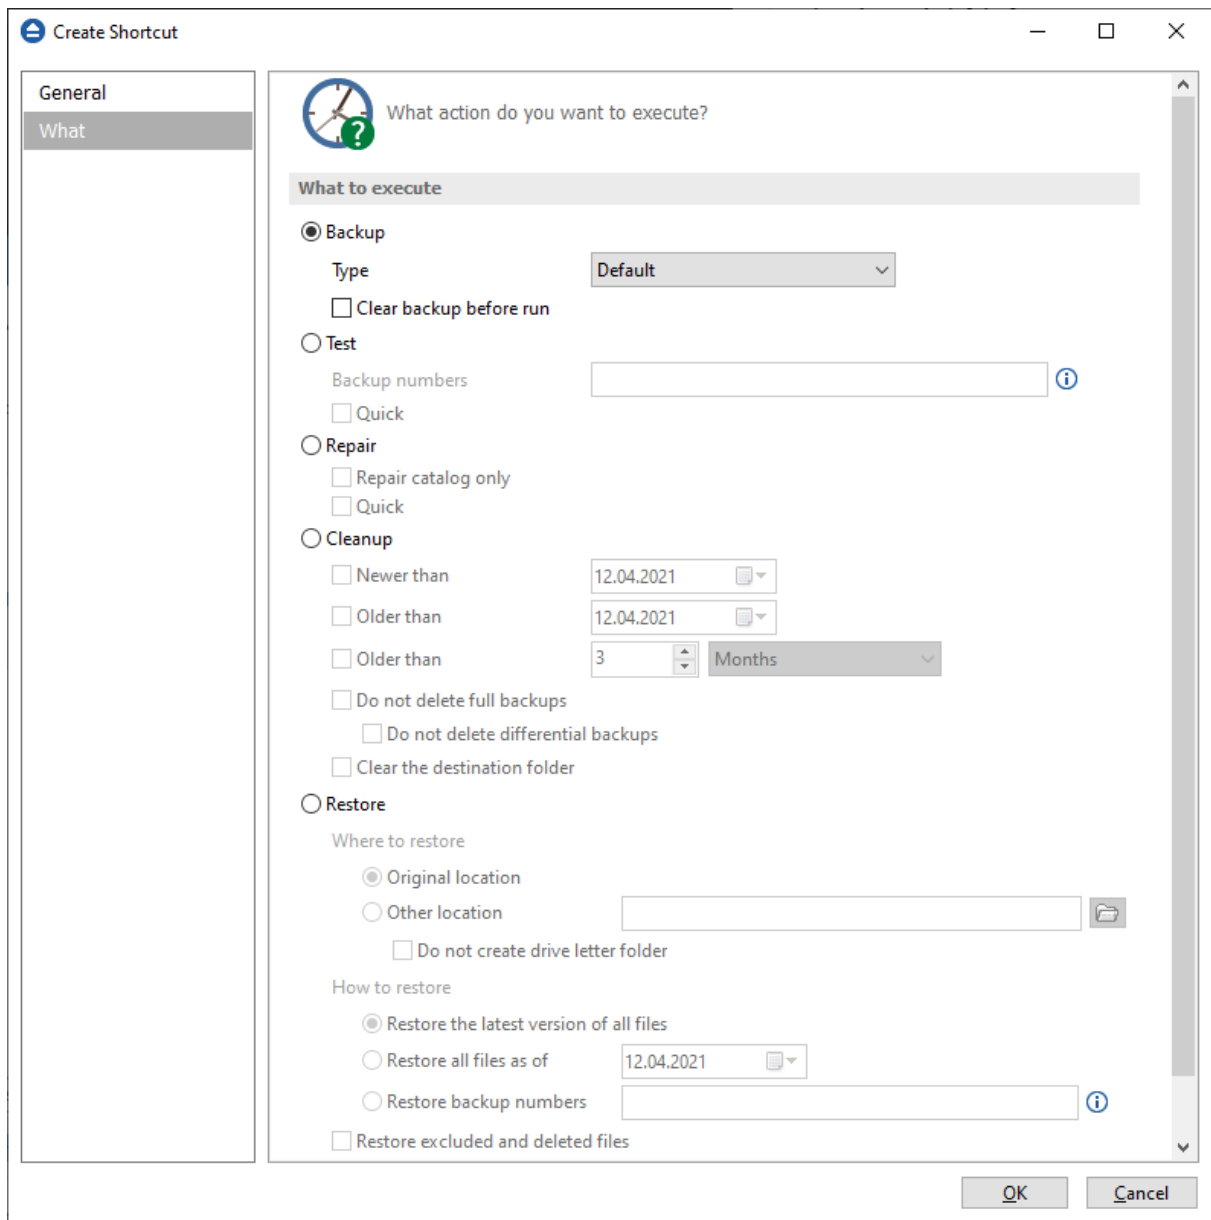 Create Shortcut
General
What
What action do you want to execute?
What to execute
Backup
Type Default
Clear backup before run
Test
Backup numbers
Quick
Repair
Repair catalog only
Quick
Cleanup
Newer than 12.04.2021
Older than 12.04.2021
Older than 3 Months
Do not delete full backups
Do not delete differential backups
Clear the destination folder
Restore
Where to restore
Original location
Other location
Do not create drive letter folder
How to restore
Restore the latest version of all files
Restore all files as of 12.04.2021
Restore backup numbers
Restore excluded and deleted files
OK Cancel